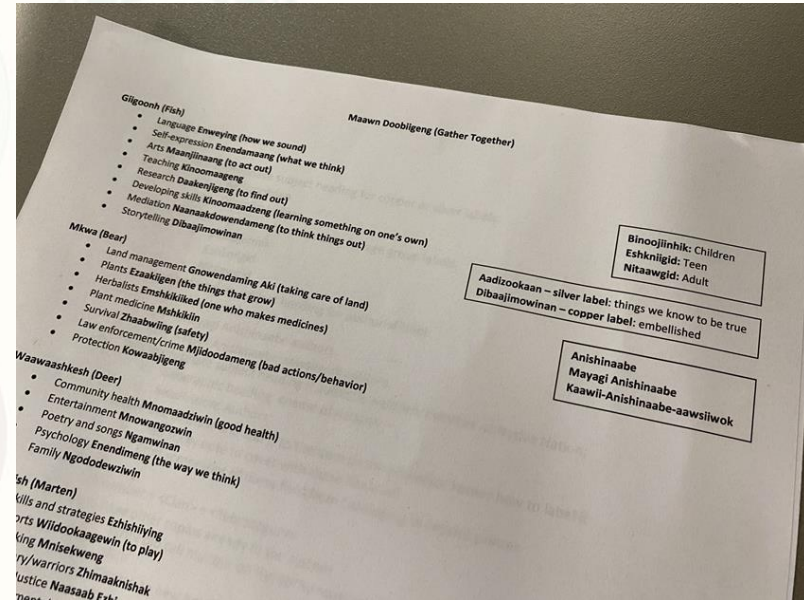 Maawn Doobiigeng (Gather Together)
Giigoonh (Fish)
Language Enweying (how we sound)
Self-expression Enendamaang (what we think)
Arts Maanjiinaang (to act out)
Teaching Kinoomaageng
Research Daakenjigeng (to find out)
Developing skills Kinoomaadzeng (learning something on one's own)
Mediation Naanaakdowendameng (to think things out)
Storytelling Dibaajimowinan
Mkwa (Bear)
Land management Gnowendaming Aki (taking care of land)
Plants Ezaakiigen (the things that grow)
Herbalists Emshkikiiked (one who makes medicines)
Plant medicine Mshkikiin
Survival Zhaabwiing (safety)
Law enforcement/crime Mjidoodameng (bad actions/behavior)
Protection Kowaabjigeng
Waawaashkesh (Deer)
Community health Mnomaadziwin (good health)
Entertainment Mnowangozwin
Poetry and songs Ngamwinan
Psychology Enendimeng (the way we think)
Family Ngododewziwin
(Marten)
and strategies Ezhishiiying
Wiidookaagewin (to play)
Mnisekweng
/warriors Zhimaaknishak
Naasaab
Binoojiinhik: Children
Eshkniigid: Teen
Nitaawgid: Adult
Aadizookaan – silver label: things we know to be true
Dibaajimowinan – copper label: embellished
Anishinaabe
Mayagi Anishinaabe
Kaawii-Anishinaabe-aawsiiwok